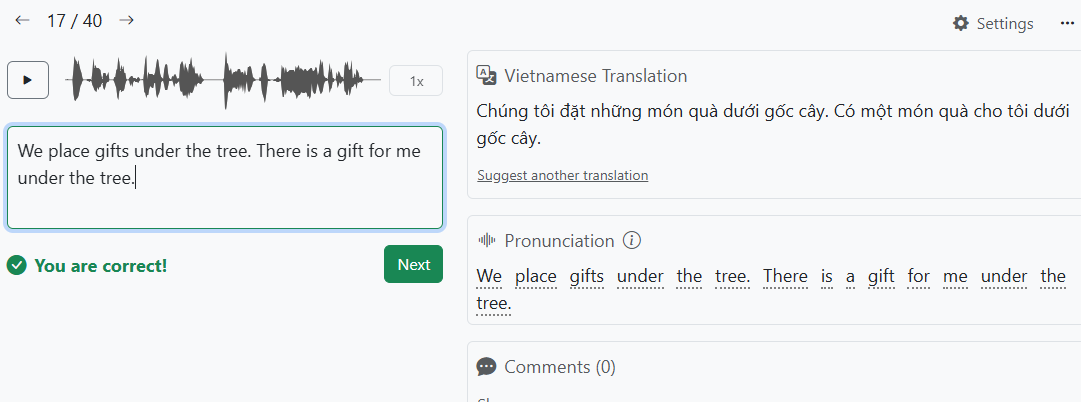 17 / 40
Settings
1x
We place gifts under the tree. There is a gift for me
under the tree.
You are correct!
Next
Vietnamese Translation
Chúng tôi đặt những món quà dưới gốc cây. Có một món quà cho tôi dưới
gốc cây.
Suggest another translation
Pronunciation
We place gifts under the tree. There is a gift for me under the
tree.
Comments (0)